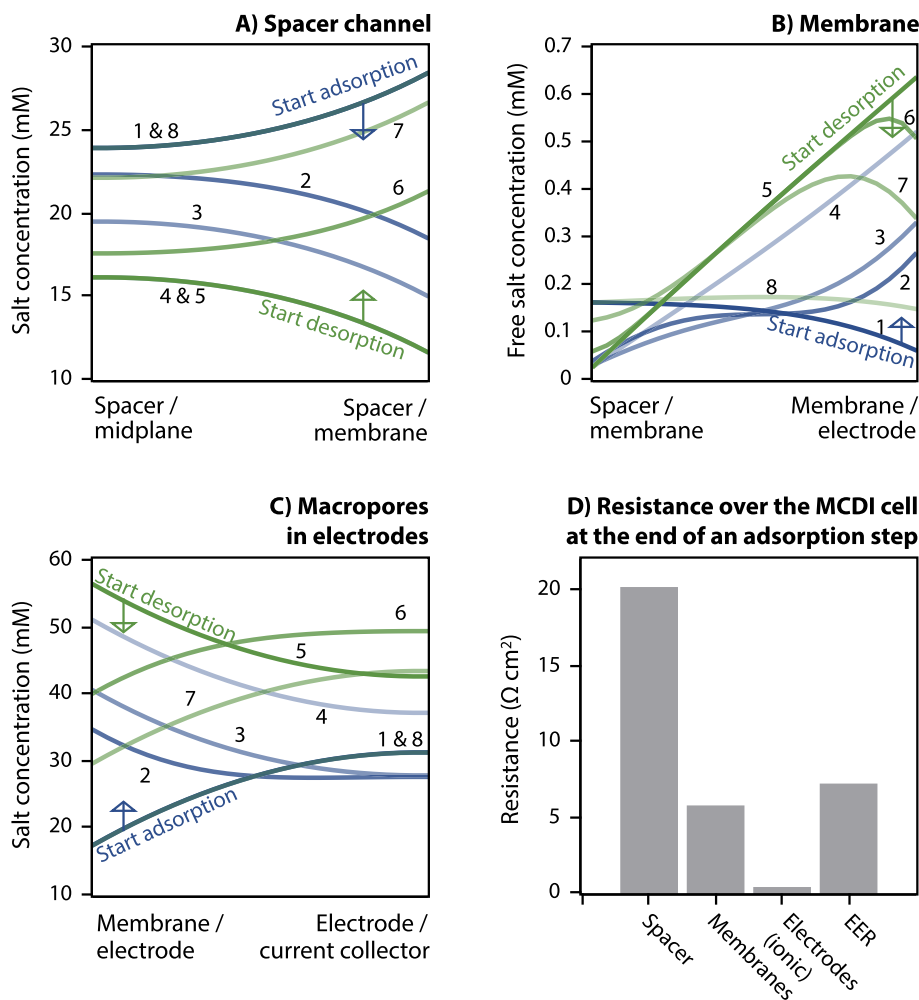 A) Spacer channel
Salt concentration (mM)
30
25
20
15
10
Start adsorption
1 & 8
7
2
6
3
4 & 5
Start desorption
Spacer /
midplane
Spacer /
membrane
B) Membrane
Free salt concentration (mM)
0.7
0.6
0.5
0.4
0.3
0.2
0.1
0
Start desorption
6
5
7
4
3
2
8
1
Start adsorption
Spacer /
membrane
Membrane /
electrode
C) Macropores
in electrodes
Salt concentration (mM)
60
50
40
30
20
10
Start desorption
6
5
7
4
3
1 & 8
2
Start adsorption
Membrane /
electrode
Electrode /
current collector
D) Resistance over the MCDI cell
at the end of an adsorption step
Resistance (Ω cm²)
20
15
10
5
0
Spacer
Membranes
Electrodes
(ionic)
EER